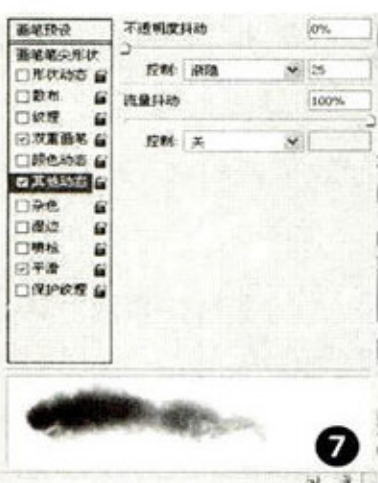 画笔预设
画笔笔尖形状
形状动态
散布
纹理
双重画笔
颜色动态
其他动态
杂色
湿边
喷枪
平滑
保护纹理
不透明度抖动 0%
控制: 渐隐 25
流量抖动 100%
控制: 关
7